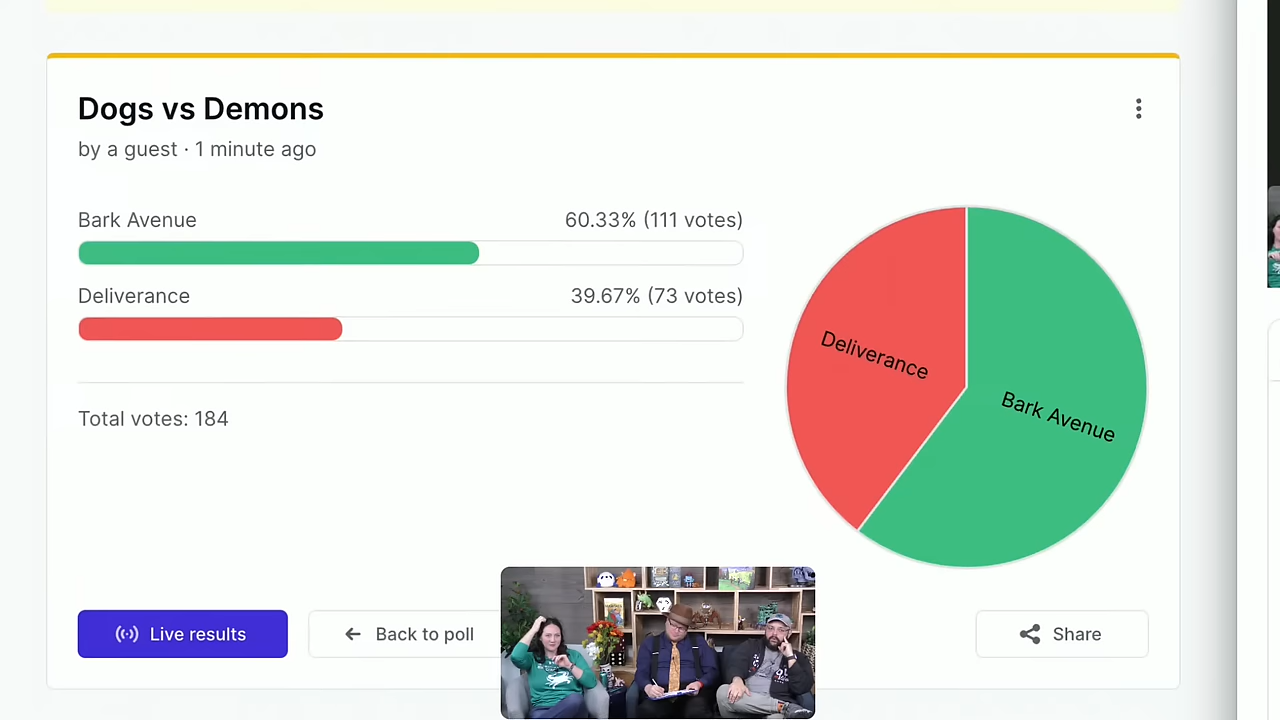 Dogs vs Demons
by a guest · 1 minute ago
Bark Avenue 60.33% (111 votes)
Deliverance 39.67% (73 votes)
Total votes: 184
Deliverance
Bark Avenue
Live results
Back to poll
Share